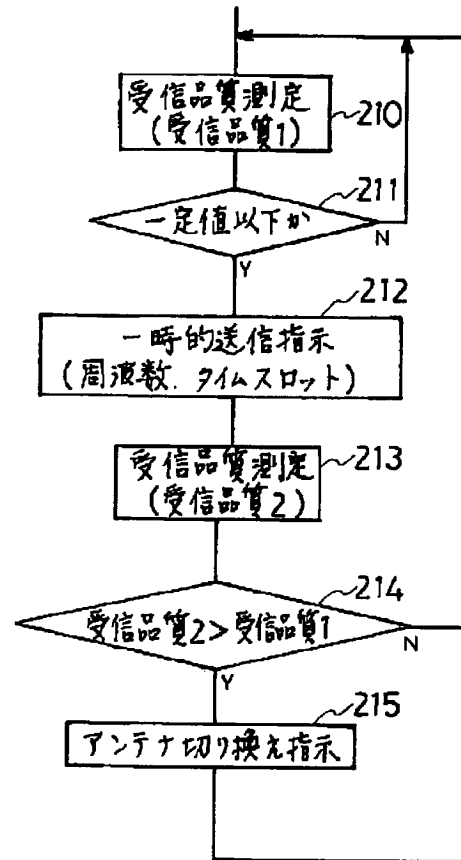 受信品質測定
(受信品質1)
210
211
一定値以下か
N
Y
212
一時的送信指示
(周波数.タイムスロット)
受信品質測定
(受信品質2)
213
214
受信品質2>受信品質1
N
Y
215
アンテナ切り換え指示